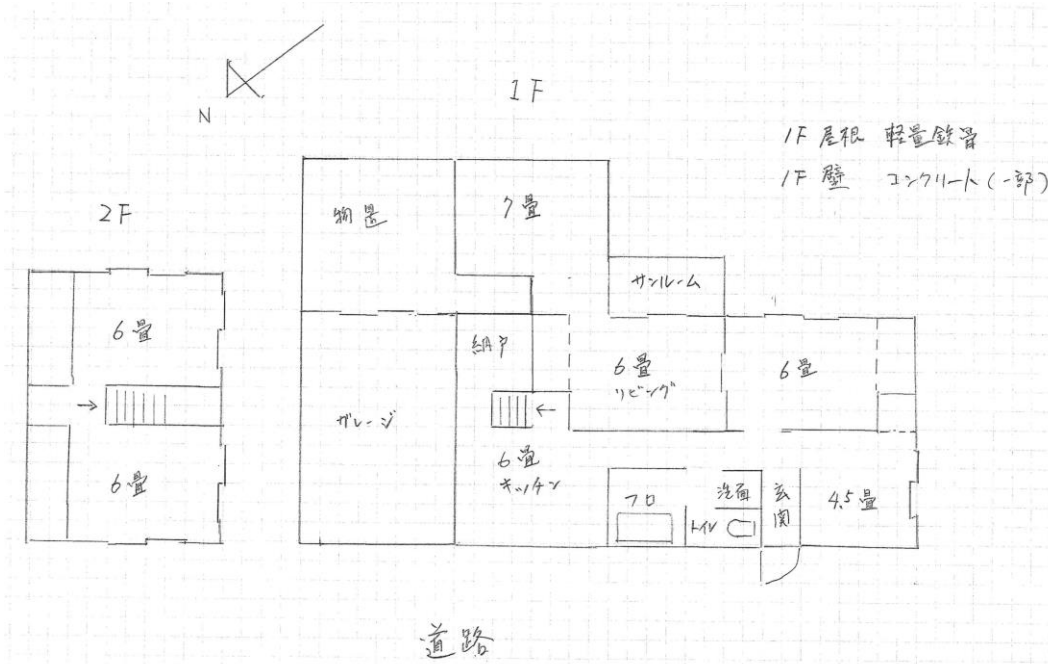 N
1F
1F 屋根 軽量鉄骨
1F 壁 コンクリート(一部)
2F
物置
7畳
サンルーム
6畳
納戸
6畳
リビング
6畳
ガレージ
6畳
キッチン
6畳
フロ
洗面
トイレ
玄関
4.5畳
道路